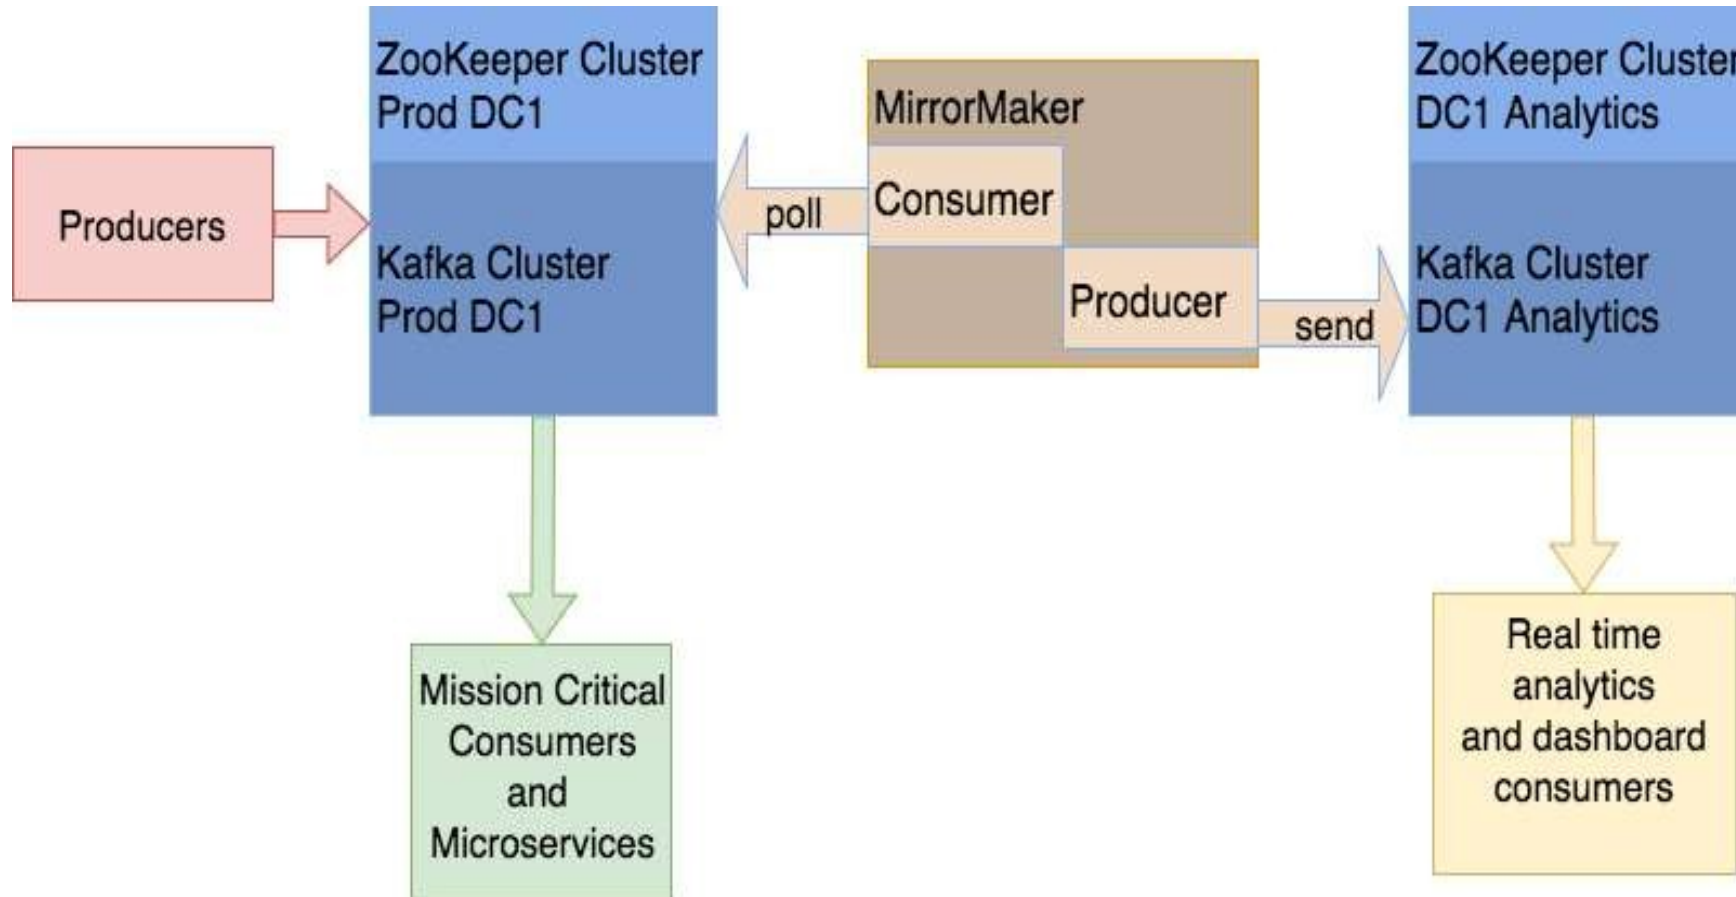 ZooKeeper Cluster
Prod DC1
Kafka Cluster
Prod DC1
Producers
poll
MirrorMaker
Consumer
Producer
send
ZooKeeper Cluster
DC1 Analytics
Kafka Cluster
DC1 Analytics
Mission Critical
Consumers
and
Microservices
Real time
analytics
and dashboard
consumers